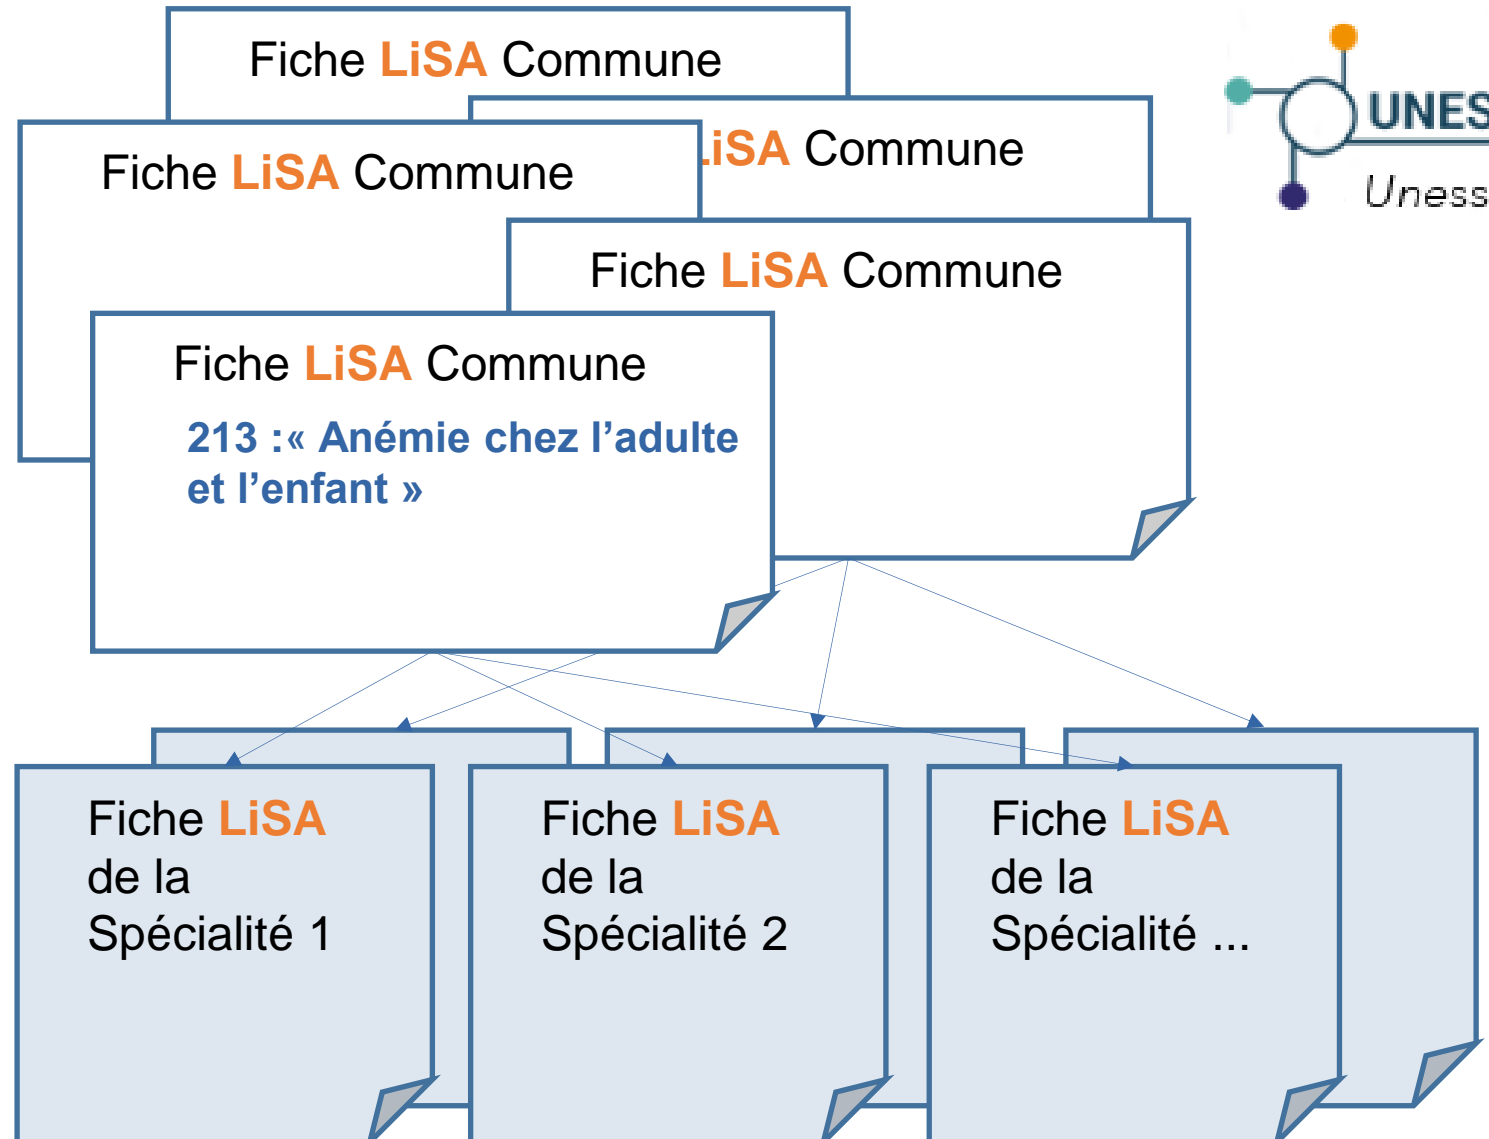 Fiche LiSA Commune
LiSA Commune
Fiche LiSA Commune
Fiche LiSA Commune
Fiche LiSA Commune
213 :« Anémie chez l’adulte
et l’enfant »
Fiche LiSA
de la
Spécialité 1
Fiche LiSA
de la
Spécialité 2
Fiche LiSA
de la
Spécialité ...
UNES
Uness